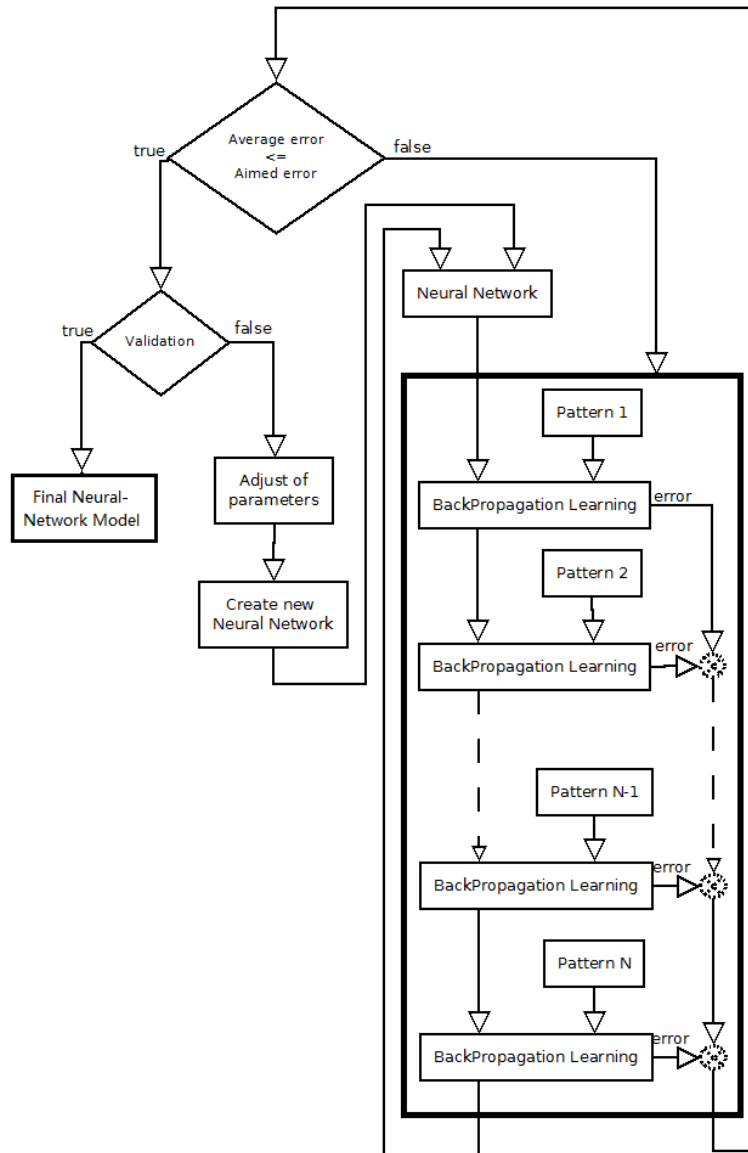 Average error
<=
Aimed error
true
false
Neural Network
Validation
true
false
Pattern 1
Adjust of
parameters
Final Neural-
Network Model
BackPropagation Learning
error
Pattern 2
Create new
Neural Network
BackPropagation Learning
error
Pattern N-1
BackPropagation Learning
error
Pattern N
BackPropagation Learning
error